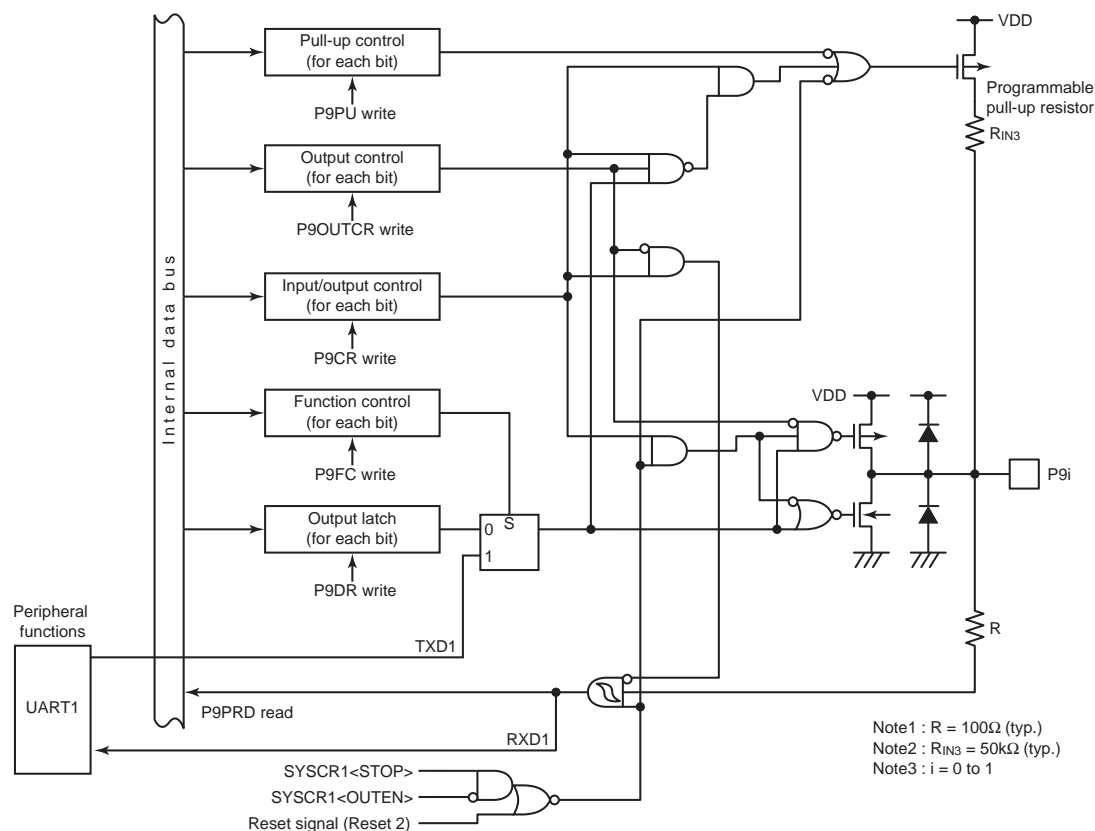 VDD
Pull-up control
(for each bit)
P9PU write
Programmable
pull-up resistor
RIN3
Output control
(for each bit)
P9OUTCR write
Internal data bus
Input/output control
(for each bit)
P9CR write
Function control
(for each bit)
P9FC write
VDD
P9i
Output latch
(for each bit)
P9DR write
S
0
1
Peripheral
functions
UART1
TXD1
R
P9PRD read
RXD1
Note1 : R = 100Ω (typ.)
Note2 : RIN3 = 50kΩ (typ.)
Note3 : i = 0 to 1
SYSCR1<STOP>
SYSCR1<OUTEN>
Reset signal (Reset 2)